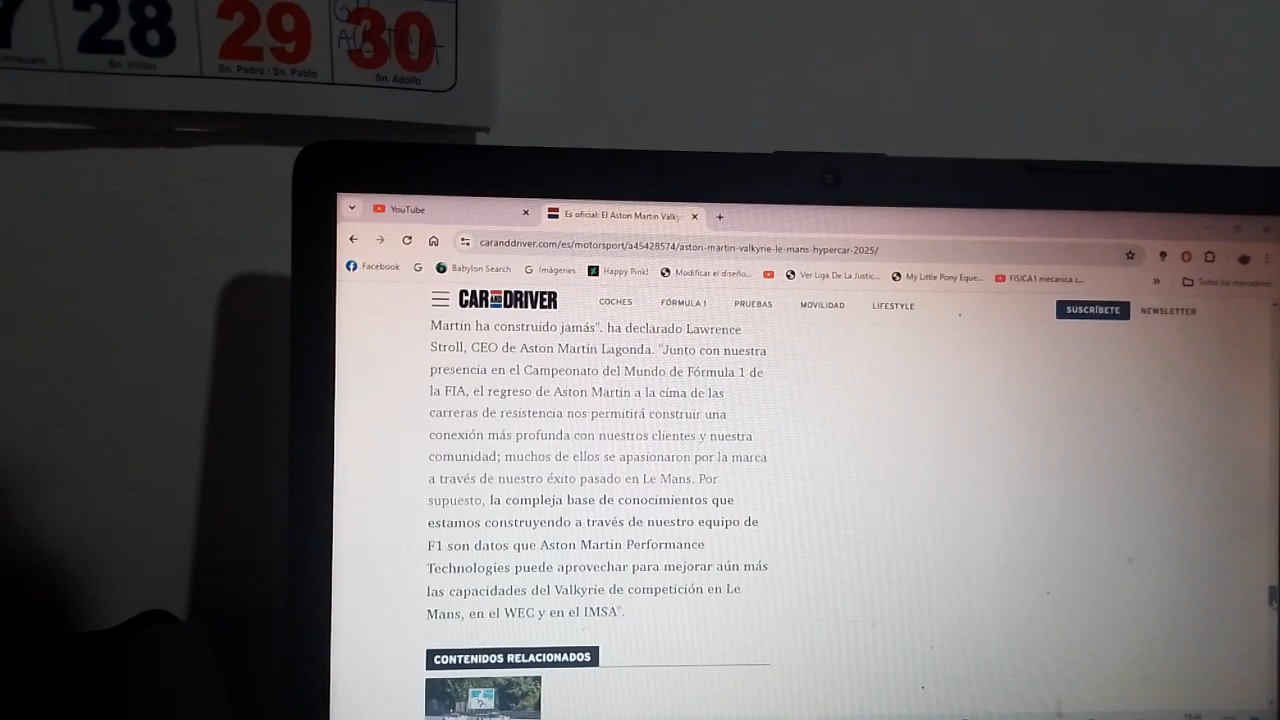 28
29
30
Sn. Pedro / Sn. Pablo
Sn. Adolfo
YouTube
Es oficial: El Aston Martin Valky
caranddriver.com/es/motorsport/a45428574/aston-martin-valkyrie-le-mans-hypercar-2025/
Facebook
Babylon Search
Imágenes
Happy Pink!
Modificar el diseño...
Ver Liga De La Justic...
My Little Pony Eque...
FISICA1 mecanica c...
»
Todos los marcadores
CAR AND DRIVER
COCHES
FÓRMULA 1
PRUEBAS
MOVILIDAD
LIFESTYLE
SUSCRÍBETE
NEWSLETTER
Martin ha construido jamás". ha declarado Lawrence
Stroll, CEO de Aston Martin Lagonda. "Junto con nuestra
presencia en el Campeonato del Mundo de Fórmula 1 de
la FIA, el regreso de Aston Martin a la cima de las
carreras de resistencia nos permitirá construir una
conexión más profunda con nuestros clientes y nuestra
comunidad; muchos de ellos se apasionaron por la marca
a través de nuestro éxito pasado en Le Mans. Por
supuesto, la compleja base de conocimientos que
estamos construyendo a través de nuestro equipo de
F1 son datos que Aston Martin Performance
Technologies puede aprovechar para mejorar aún más
las capacidades del Valkyrie de competición en Le
Mans, en el WEC y en el IMSA".
CONTENIDOS RELACIONADOS